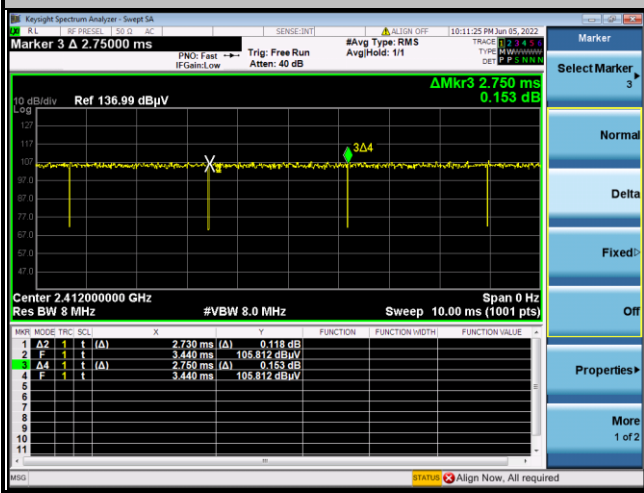 Keysight Spectrum Analyzer - Swept SA
RL RF PRESEL 50 Ω AC SENSE:INT ALIGN OFF 10:11:25 PM Jun 05, 2022
Marker 3 Δ 2.75000 ms
PNO: Fast Trig: Free Run #Avg Type: RMS TRACE 1 2 3 4 5 6
IFGain:Low Atten: 40 dB Avg|Hold: 1/1 TYPE MWWWWW
DET P P S N N N
ΔMkr3 2.750 ms
0.153 dB
10 dB/div Ref 136.99 dBµV
Log
127
117
107
97.0
87.0
77.0
67.0
57.0
47.0
3Δ4
Center 2.412000000 GHz Span 0 Hz
Res BW 8 MHz #VBW 8.0 MHz Sweep 10.00 ms (1001 pts)
MKR MODE TRC SCL X Y FUNCTION FUNCTION WIDTH FUNCTION VALUE
1 Δ2 1 t (Δ) 2.730 ms (Δ) 0.118 dB
2 F 1 t 3.440 ms 105.812 dBµV
3 Δ4 1 t (Δ) 2.750 ms (Δ) 0.153 dB
4 F 1 t 3.440 ms 105.812 dBµV
5
6
7
8
9
10
11
MSG STATUS Align Now, All required
Marker
Select Marker
3
Normal
Delta
Fixed
Off
Properties
More
1 of 2